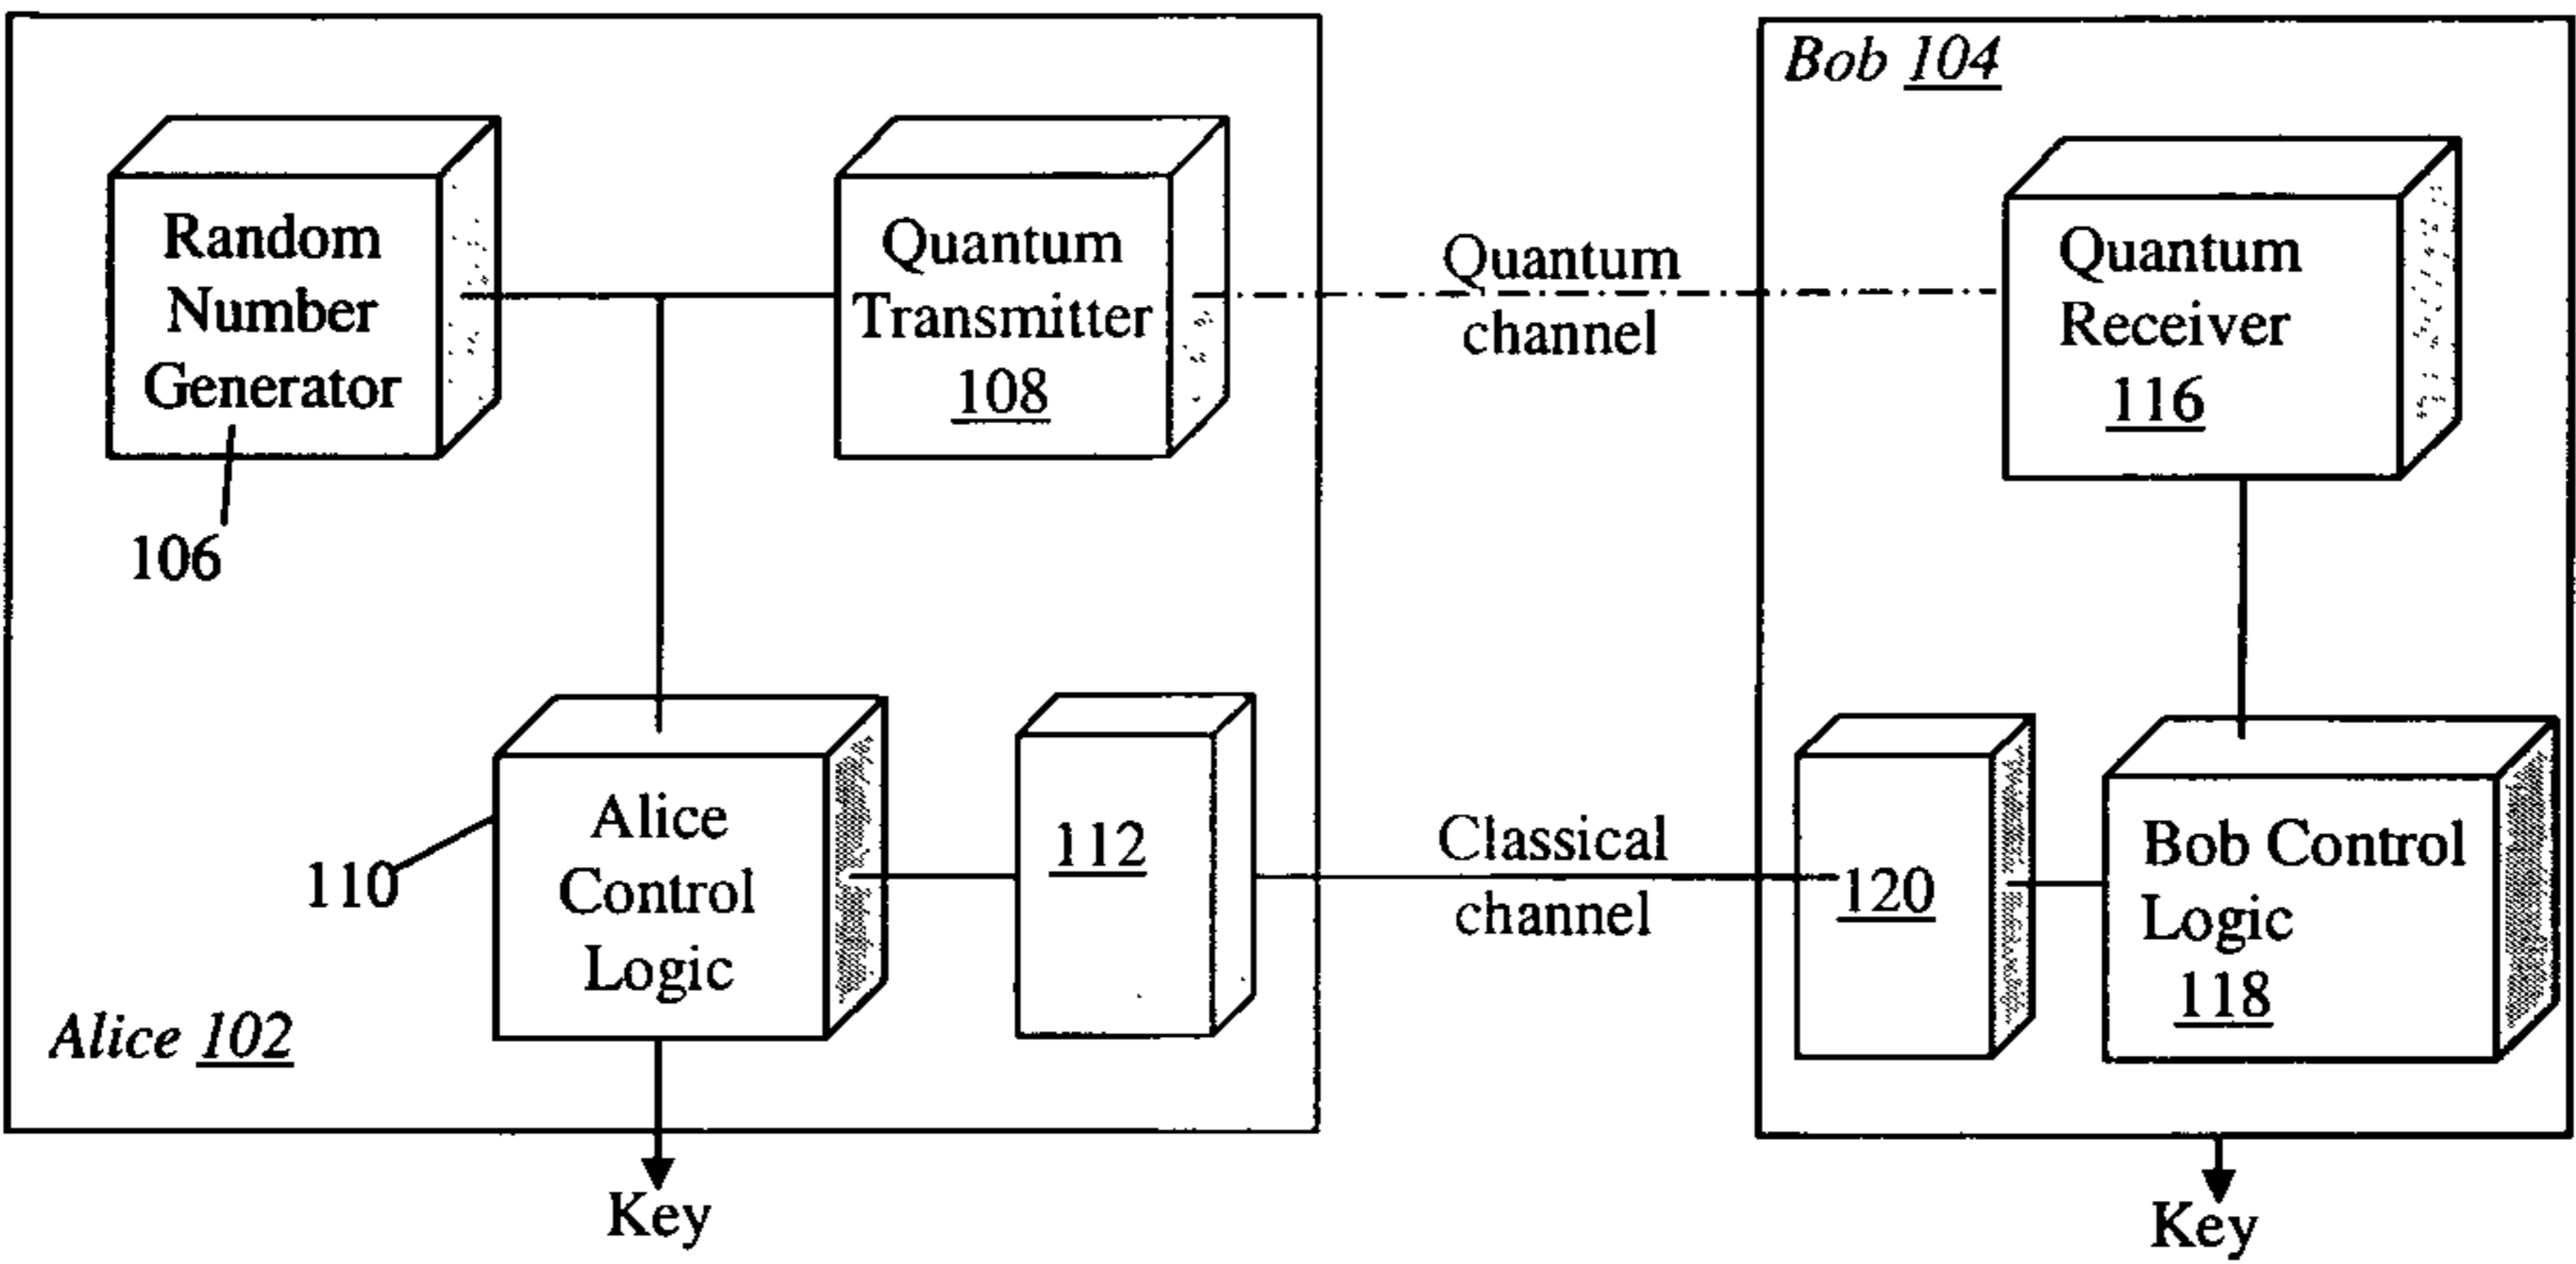 Bob 104
Random
Number
Generator
106
Quantum
Transmitter
108
Quantum
channel
Quantum
Receiver
116
Alice
Control
Logic
110
112
Classical
channel
120
Bob Control
Logic
118
Alice 102
Key
Key